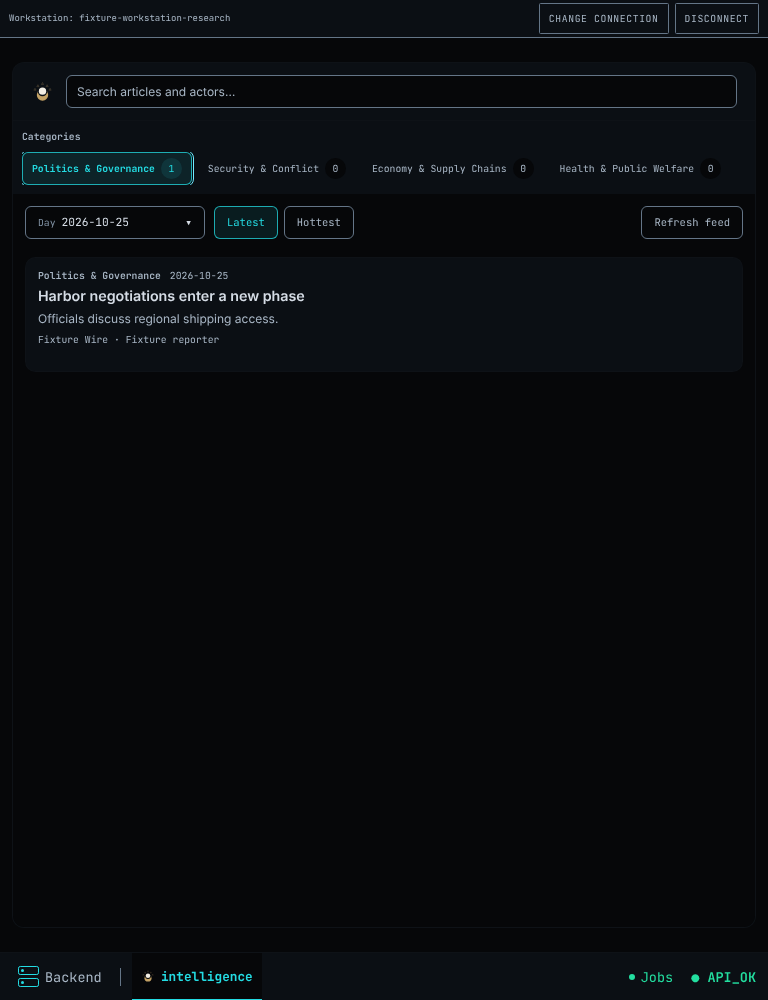 Workstation: fixture-workstation-research
CHANGE CONNECTION
DISCONNECT
Search articles and actors...
Categories
Politics & Governance 1
Security & Conflict 0
Economy & Supply Chains 0
Health & Public Welfare 0
Day 2026-10-25
Latest
Hottest
Refresh feed
Politics & Governance 2026-10-25
Harbor negotiations enter a new phase
Officials discuss regional shipping access.
Fixture Wire · Fixture reporter
Backend
intelligence
Jobs
API_OK